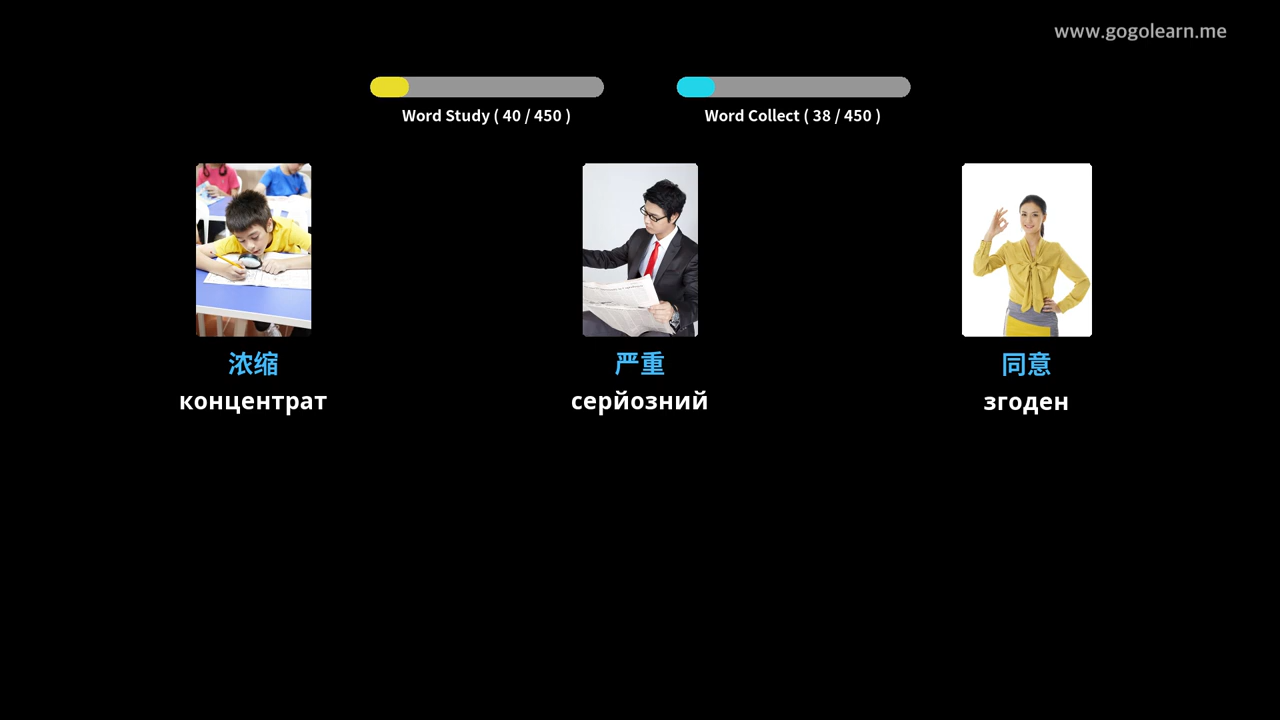 www.gogolearn.me
Word Study ( 40 / 450 )
Word Collect ( 38 / 450 )
浓缩
严重
同意
концентрат
серйозний
згоден